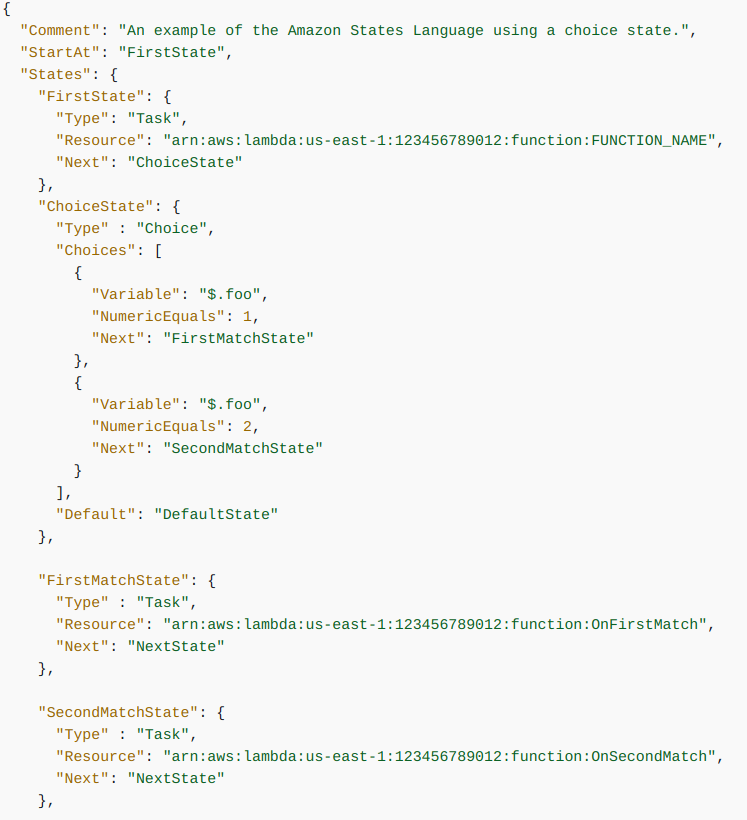 {
  "Comment": "An example of the Amazon States Language using a choice state.",
  "StartAt": "FirstState",
  "States": {
    "FirstState": {
      "Type": "Task",
      "Resource": "arn:aws:lambda:us-east-1:123456789012:function:FUNCTION_NAME",
      "Next": "ChoiceState"
    },
    "ChoiceState": {
      "Type" : "Choice",
      "Choices": [
        {
          "Variable": "$.foo",
          "NumericEquals": 1,
          "Next": "FirstMatchState"
        },
        {
          "Variable": "$.foo",
          "NumericEquals": 2,
          "Next": "SecondMatchState"
        }
      ],
      "Default": "DefaultState"
    },

    "FirstMatchState": {
      "Type" : "Task",
      "Resource": "arn:aws:lambda:us-east-1:123456789012:function:OnFirstMatch",
      "Next": "NextState"
    },

    "SecondMatchState": {
      "Type" : "Task",
      "Resource": "arn:aws:lambda:us-east-1:123456789012:function:OnSecondMatch",
      "Next": "NextState"
    },